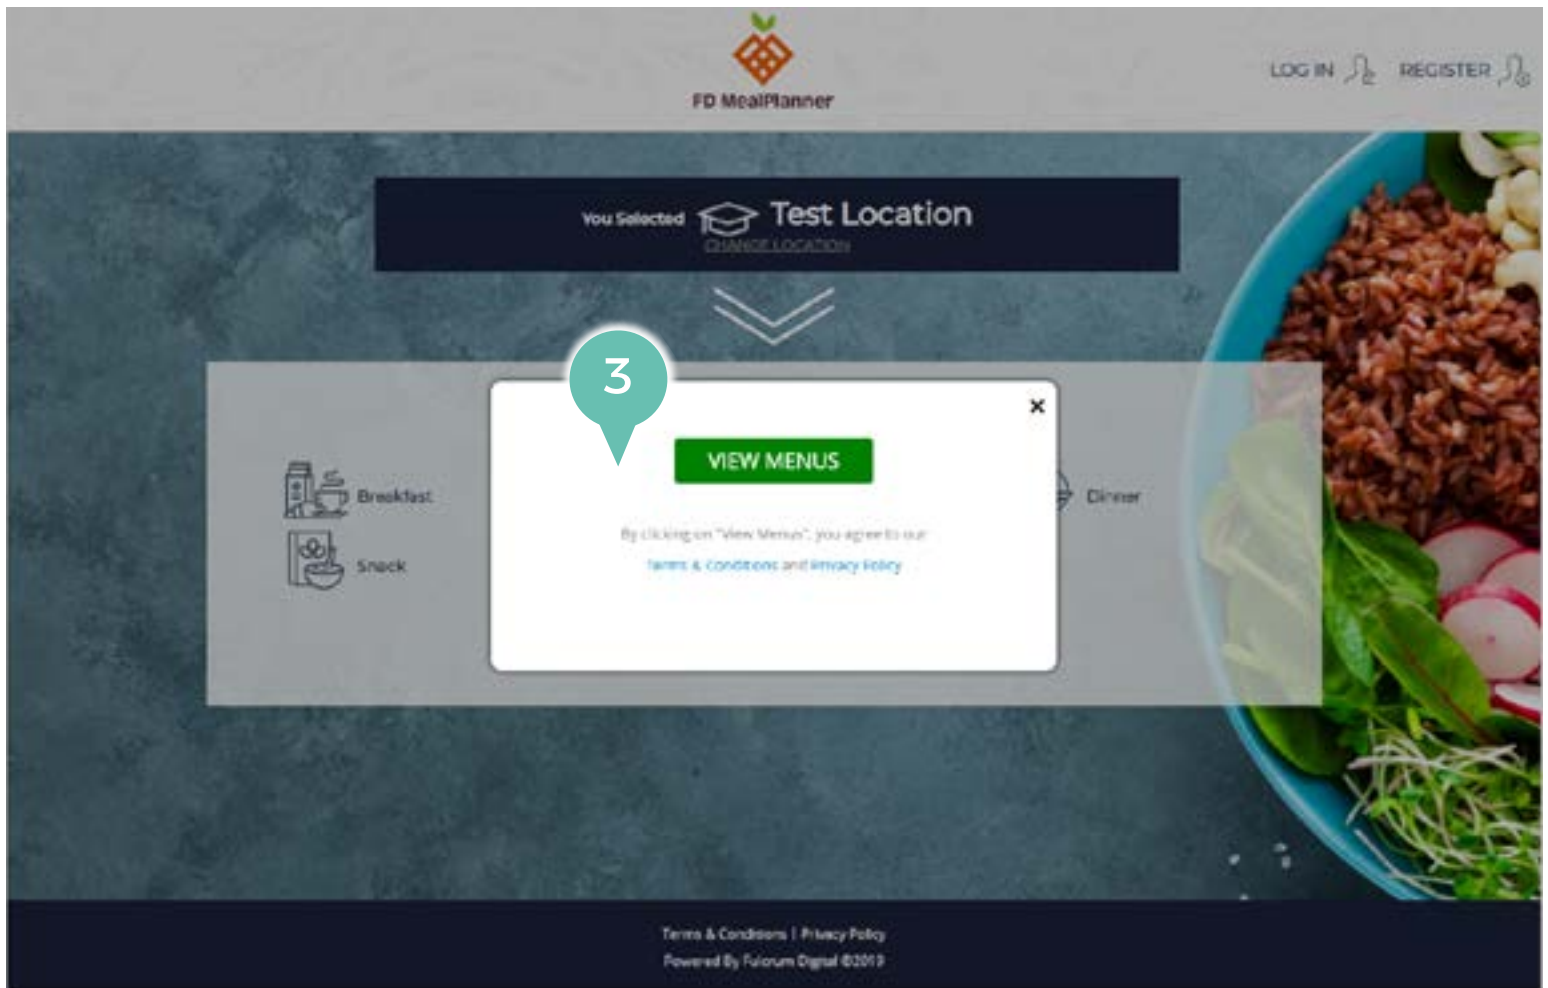 FD MealPlanner
LOG IN
REGISTER
You Selected Test Location
CHANGE LOCATION
3
VIEW MENUS
Breakfast
Dinner
By clicking on "View Menus", you agree to our
Terms & Conditions and Privacy Policy
Snack
Terms & Conditions | Privacy Policy
Powered By Fulcrum Digital ©2019